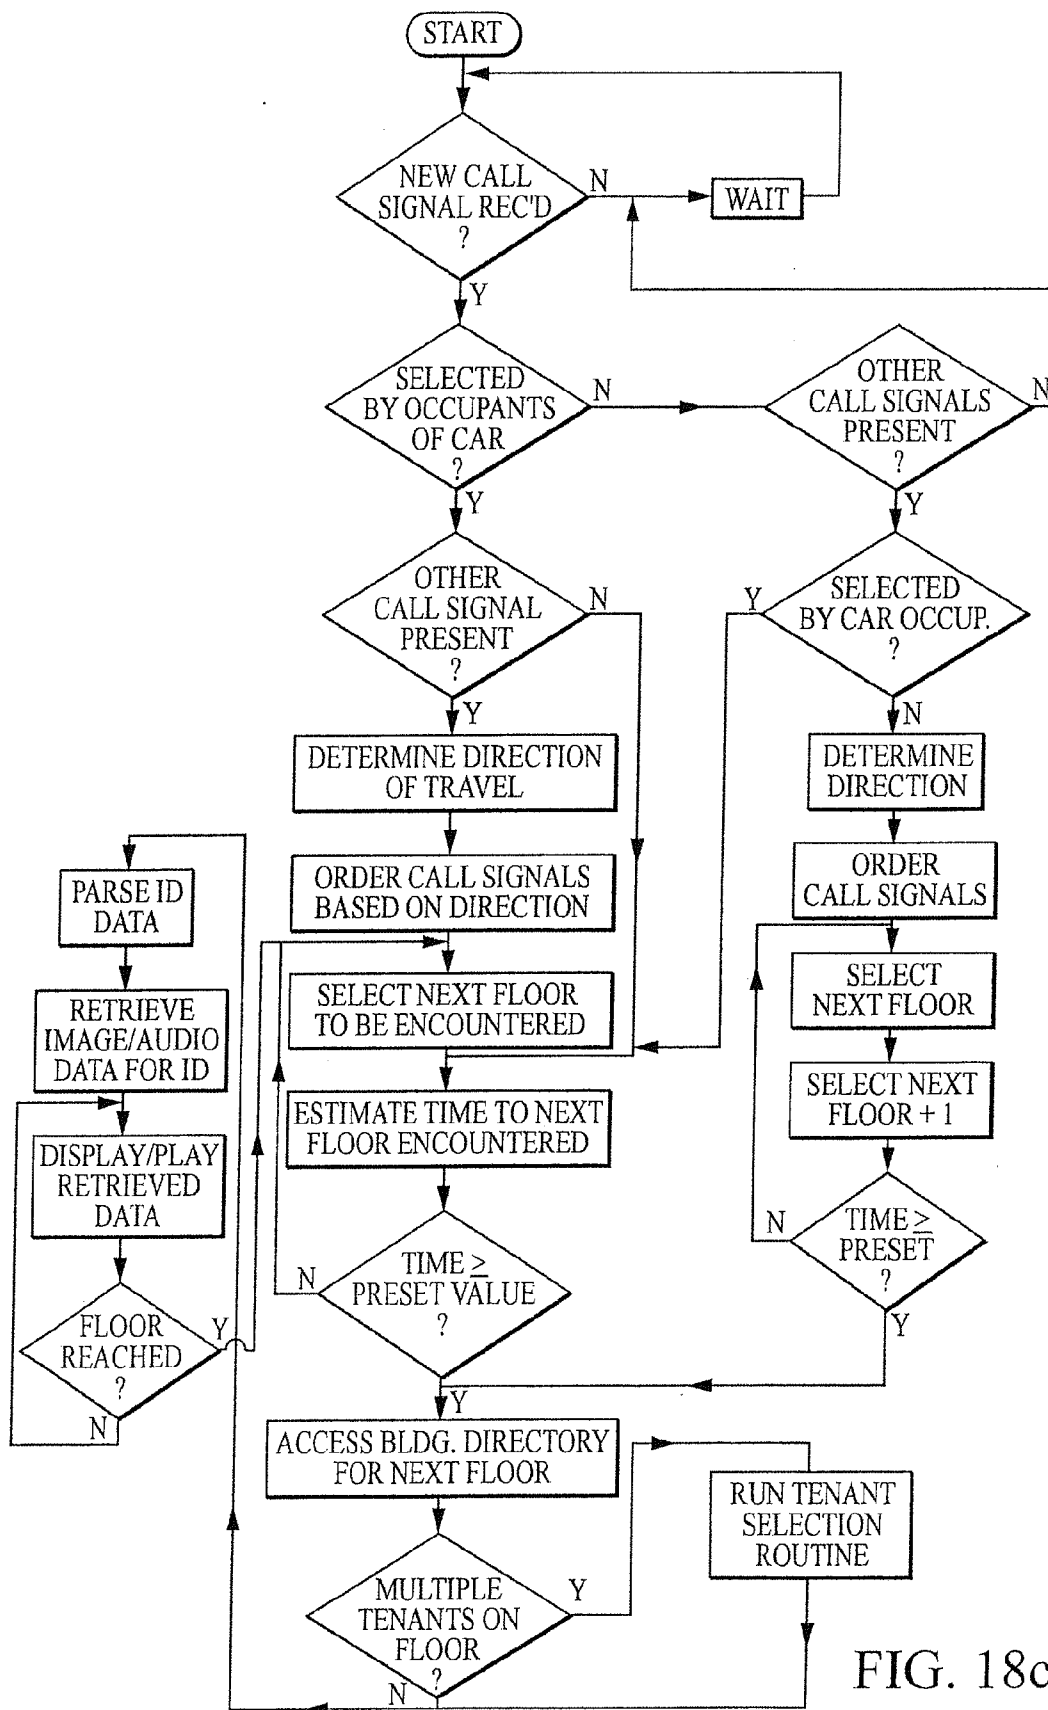 START
NEW CALL
SIGNAL REC'D
?
N
WAIT
Y
SELECTED
BY OCCUPANTS
OF CAR
?
N
OTHER
CALL SIGNALS
PRESENT
?
N
Y
Y
OTHER
CALL SIGNAL
PRESENT
?
N
Y
SELECTED
BY CAR OCCUP.
?
Y
N
DETERMINE DIRECTION
OF TRAVEL
DETERMINE
DIRECTION
ORDER CALL SIGNALS
BASED ON DIRECTION
ORDER
CALL SIGNALS
PARSE ID
DATA
SELECT NEXT FLOOR
TO BE ENCOUNTERED
SELECT
NEXT FLOOR
RETRIEVE
IMAGE/AUDIO
DATA FOR ID
ESTIMATE TIME TO NEXT
FLOOR ENCOUNTERED
SELECT NEXT
FLOOR + 1
DISPLAY/PLAY
RETRIEVED
DATA
TIME ≥
PRESET VALUE
?
N
N
TIME ≥
PRESET
?
FLOOR
REACHED
?
Y
N
Y
Y
ACCESS BLDG. DIRECTORY
FOR NEXT FLOOR
RUN TENANT
SELECTION
ROUTINE
MULTIPLE
TENANTS ON
FLOOR
?
Y
N
FIG. 18c